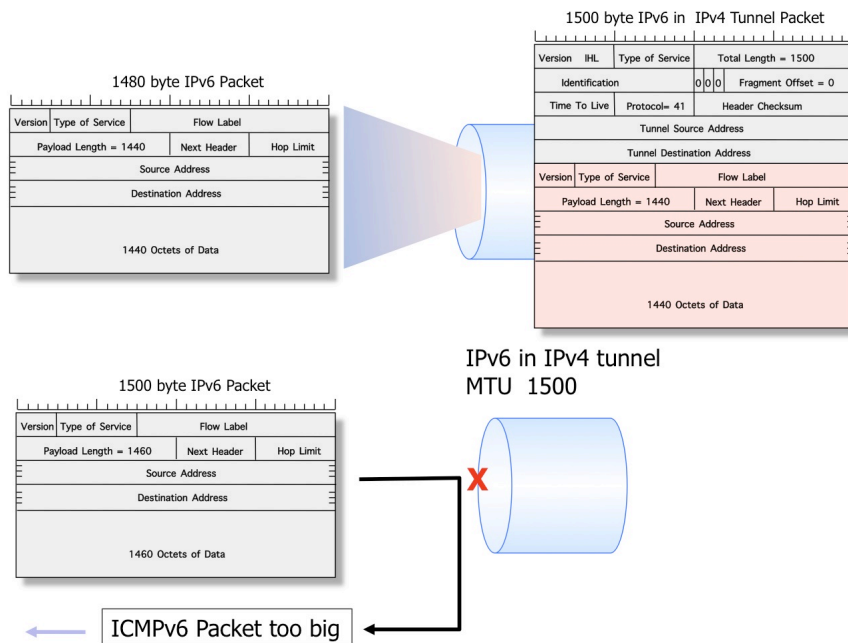 1500 byte IPv6 in IPv4 Tunnel Packet
Version IHL Type of Service Total Length = 1500
Identification 0 0 0 Fragment Offset = 0
Time To Live Protocol= 41 Header Checksum
Tunnel Source Address
Tunnel Destination Address
Version Type of Service Flow Label
Payload Length = 1440 Next Header Hop Limit
Source Address
Destination Address
1440 Octets of Data
1480 byte IPv6 Packet
Version Type of Service Flow Label
Payload Length = 1440 Next Header Hop Limit
Source Address
Destination Address
1440 Octets of Data
IPv6 in IPv4 tunnel
MTU 1500
1500 byte IPv6 Packet
Version Type of Service Flow Label
Payload Length = 1460 Next Header Hop Limit
Source Address
Destination Address
1460 Octets of Data
X
ICMPv6 Packet too big